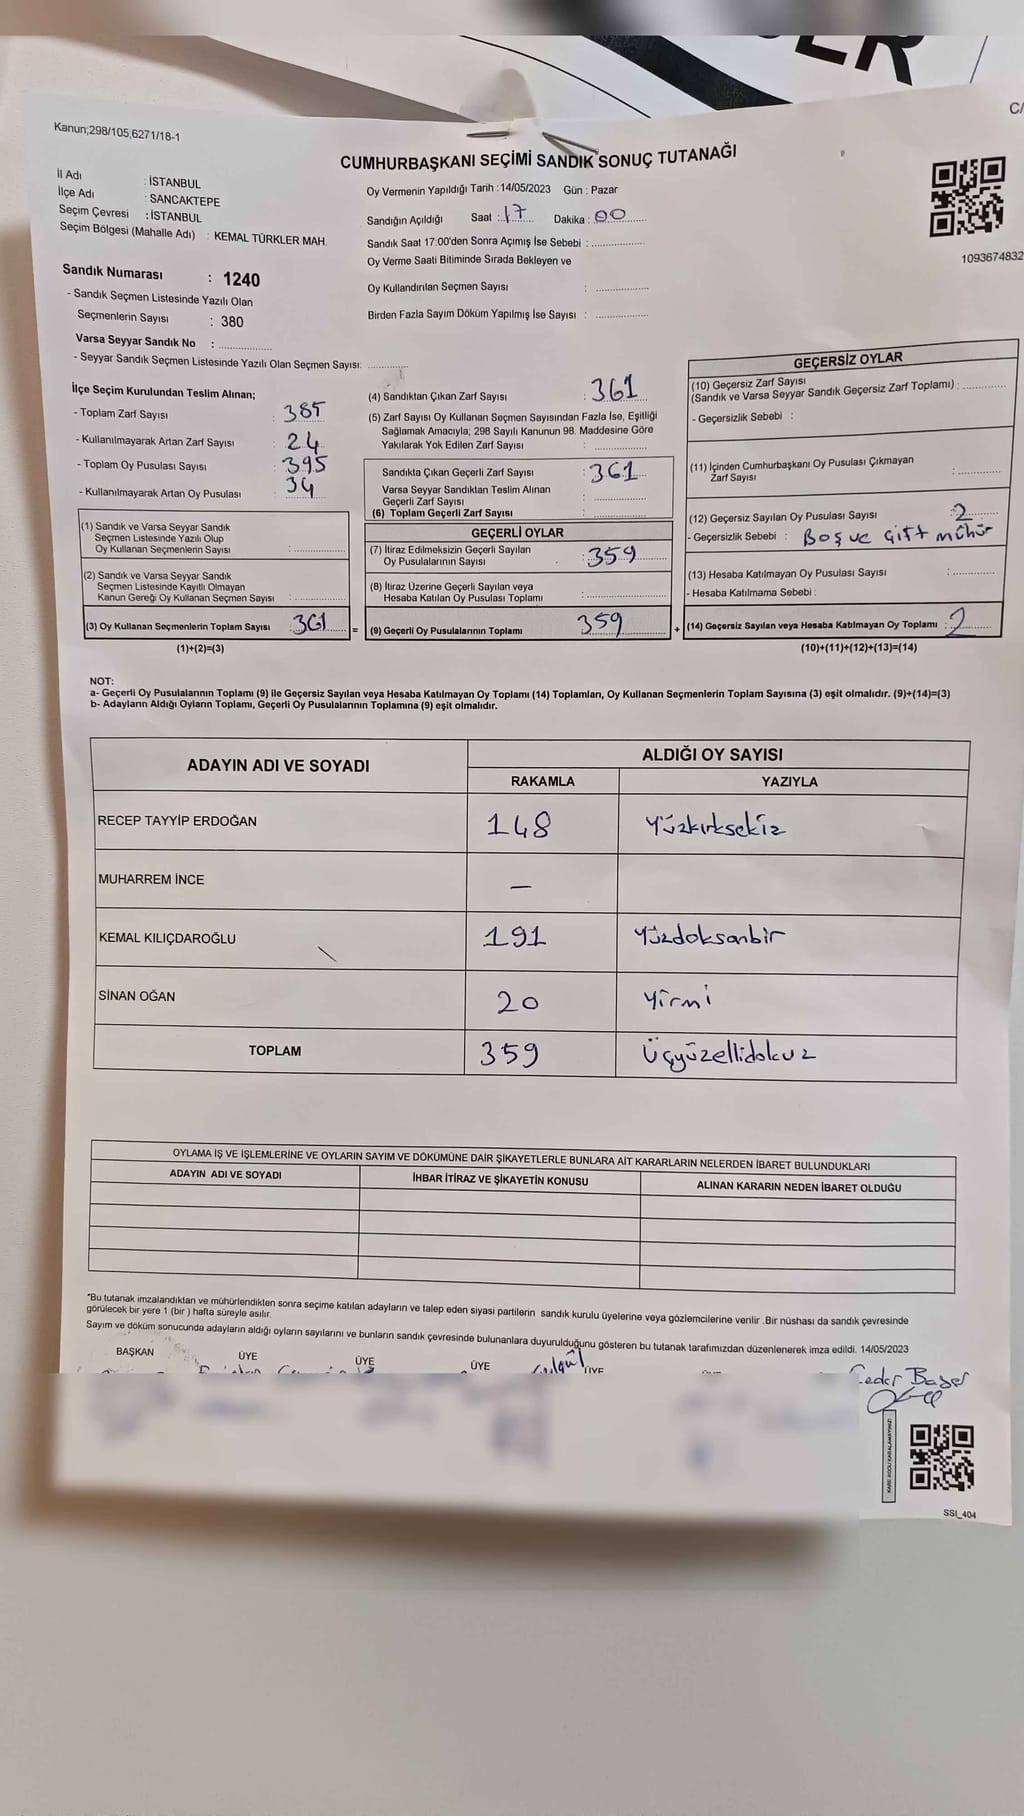 ER
C/
Kanun;298/105,6271/18-1
CUMHURBAŞKANI SEÇİMİ SANDIK SONUÇ TUTANAĞI
İl Adı : İSTANBUL
İlçe Adı : SANCAKTEPE
Seçim Çevresi : İSTANBUL
Seçim Bölgesi (Mahalle Adı) : KEMAL TÜRKLER MAH.
Oy Vermenin Yapıldığı Tarih : 14/05/2023 Gün : Pazar
Sandığın Açıldığı Saat : 17 Dakika : 00
Sandık Saat 17:00'den Sonra Açımış İse Sebebi :
Oy Verme Saati Bitiminde Sırada Bekleyen ve
Oy Kullandırılan Seçmen Sayısı :
Birden Fazla Sayım Döküm Yapılmış İse Sayısı :
1093674832
Sandık Numarası : 1240
- Sandık Seçmen Listesinde Yazılı Olan
Seçmenlerin Sayısı : 380
Varsa Seyyar Sandık No :
- Seyyar Sandık Seçmen Listesinde Yazılı Olan Seçmen Sayısı:
İlçe Seçim Kurulundan Teslim Alınan;
- Toplam Zarf Sayısı : 385
- Kullanılmayarak Artan Zarf Sayısı : 24
- Toplam Oy Pusulası Sayısı : 395
- Kullanılmayarak Artan Oy Pusulası : 34
(1) Sandık ve Varsa Seyyar Sandık
Seçmen Listesinde Yazılı Olup
Oy Kullanan Seçmenlerin Sayısı :
(2) Sandık ve Varsa Seyyar Sandık
Seçmen Listesinde Kayıtlı Olmayan
Kanun Gereği Oy Kullanan Seçmen Sayısı :
(3) Oy Kullanan Seçmenlerin Toplam Sayısı : 361 =
(1)+(2)=(3)
(4) Sandıktan Çıkan Zarf Sayısı : 361
(5) Zarf Sayısı Oy Kullanan Seçmen Sayısından Fazla İse, Eşitliği
Sağlamak Amacıyla; 298 Sayılı Kanunun 98. Maddesine Göre
Yakılarak Yok Edilen Zarf Sayısı :
Sandıkta Çıkan Geçerli Zarf Sayısı : 361
Varsa Seyyar Sandıktan Teslim Alınan
Geçerli Zarf Sayısı :
(6) Toplam Geçerli Zarf Sayısı :
GEÇERLİ OYLAR
(7) İtiraz Edilmeksizin Geçerli Sayılan
Oy Pusulalarının Sayısı : 359
(8) İtiraz Üzerine Geçerli Sayılan veya
Hesaba Katılan Oy Pusulası Toplamı :
(9) Geçerli Oy Pusulalarının Toplamı : 359 +
GEÇERSİZ OYLAR
(10) Geçersiz Zarf Sayısı
(Sandık ve Varsa Seyyar Sandık Geçersiz Zarf Toplamı) :
- Geçersizlik Sebebi :
(11) İçinden Cumhurbaşkanı Oy Pusulası Çıkmayan
Zarf Sayısı :
(12) Geçersiz Sayılan Oy Pusulası Sayısı : 2
- Geçersizlik Sebebi : Boş ve çift mühür
(13) Hesaba Katılmayan Oy Pusulası Sayısı :
- Hesaba Katılmama Sebebi :
(14) Geçersiz Sayılan veya Hesaba Katılmayan Oy Toplamı : 2
(10)+(11)+(12)+(13)=(14)
NOT:
a- Geçerli Oy Pusulalarının Toplamı (9) ile Geçersiz Sayılan veya Hesaba Katılmayan Oy Toplamı (14) Toplamları, Oy Kullanan Seçmenlerin Toplam Sayısına (3) eşit olmalıdır. (9)+(14)=(3)
b- Adayların Aldığı Oyların Toplamı, Geçerli Oy Pusulalarının Toplamına (9) eşit olmalıdır.
ADAYIN ADI VE SOYADI
ALDIĞI OY SAYISI
RAKAMLA YAZIYLA
RECEP TAYYİP ERDOĞAN 148 Yüzkırksekiz
MUHARREM İNCE –
KEMAL KILIÇDAROĞLU 191 Yüzdoksanbir
SİNAN OĞAN 20 Yirmi
TOPLAM 359 Üçyüzellidokuz
OYLAMA İŞ VE İŞLEMLERİNE VE OYLARIN SAYIM VE DÖKÜMÜNE DAİR ŞİKAYETLERLE BUNLARA AİT KARARLARIN NELERDEN İBARET BULUNDUKLARI
ADAYIN ADI VE SOYADI İHBAR İTİRAZ VE ŞİKAYETİN KONUSU ALINAN KARARIN NEDEN İBARET OLDUĞU
*Bu tutanak imzalandıktan ve mühürlendikten sonra seçime katılan adayların ve talep eden siyasi partilerin sandık kurulu üyelerine veya gözlemcilerine verilir .Bir nüshası da sandık çevresinde
görülecek bir yere 1 (bir ) hafta süreyle asılır.
Sayım ve döküm sonucunda adayların aldığı oyların sayılarını ve bunların sandık çevresinde bulunanlara duyurulduğunu gösteren bu tutanak tarafımızdan düzenlenerek imza edildi. 14/05/2023
BAŞKAN ÜYE ÜYE ÜYE ÜYE
SSI_404